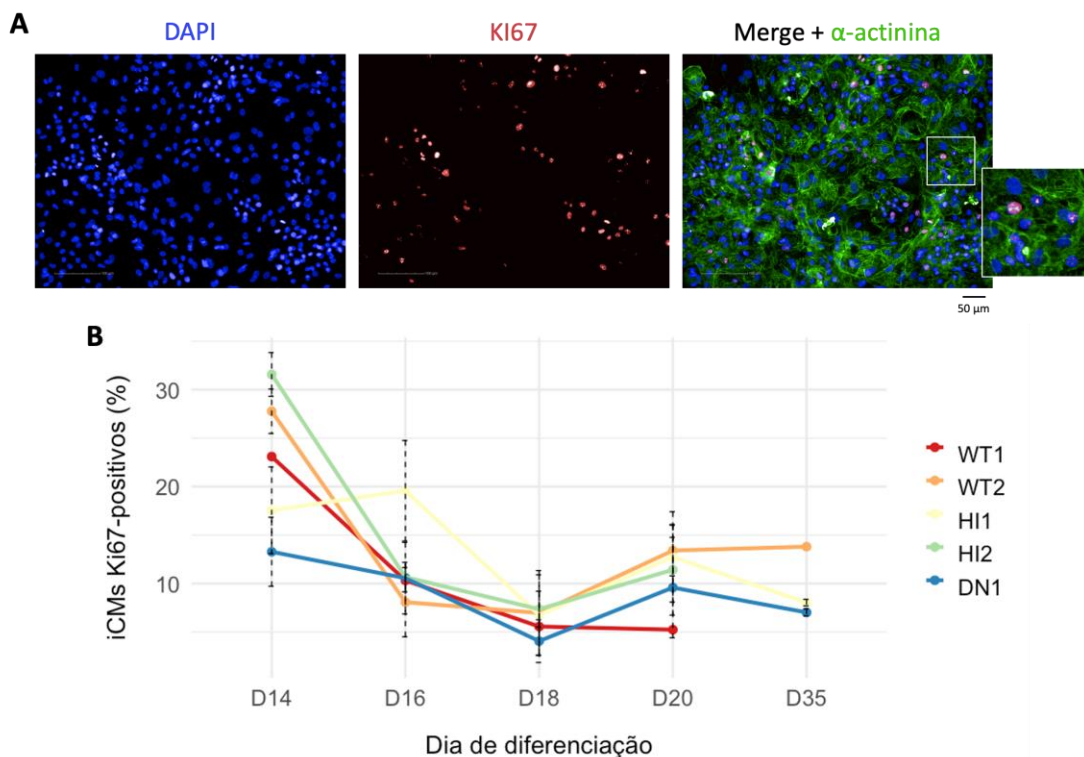 A
DAPI
KI67
Merge + α-actinina
50 µm
B
iCMs Ki67-positivos (%)
30
20
10
D14
D16
D18
D20
D35
Dia de diferenciação
WT1
WT2
HI1
HI2
DN1